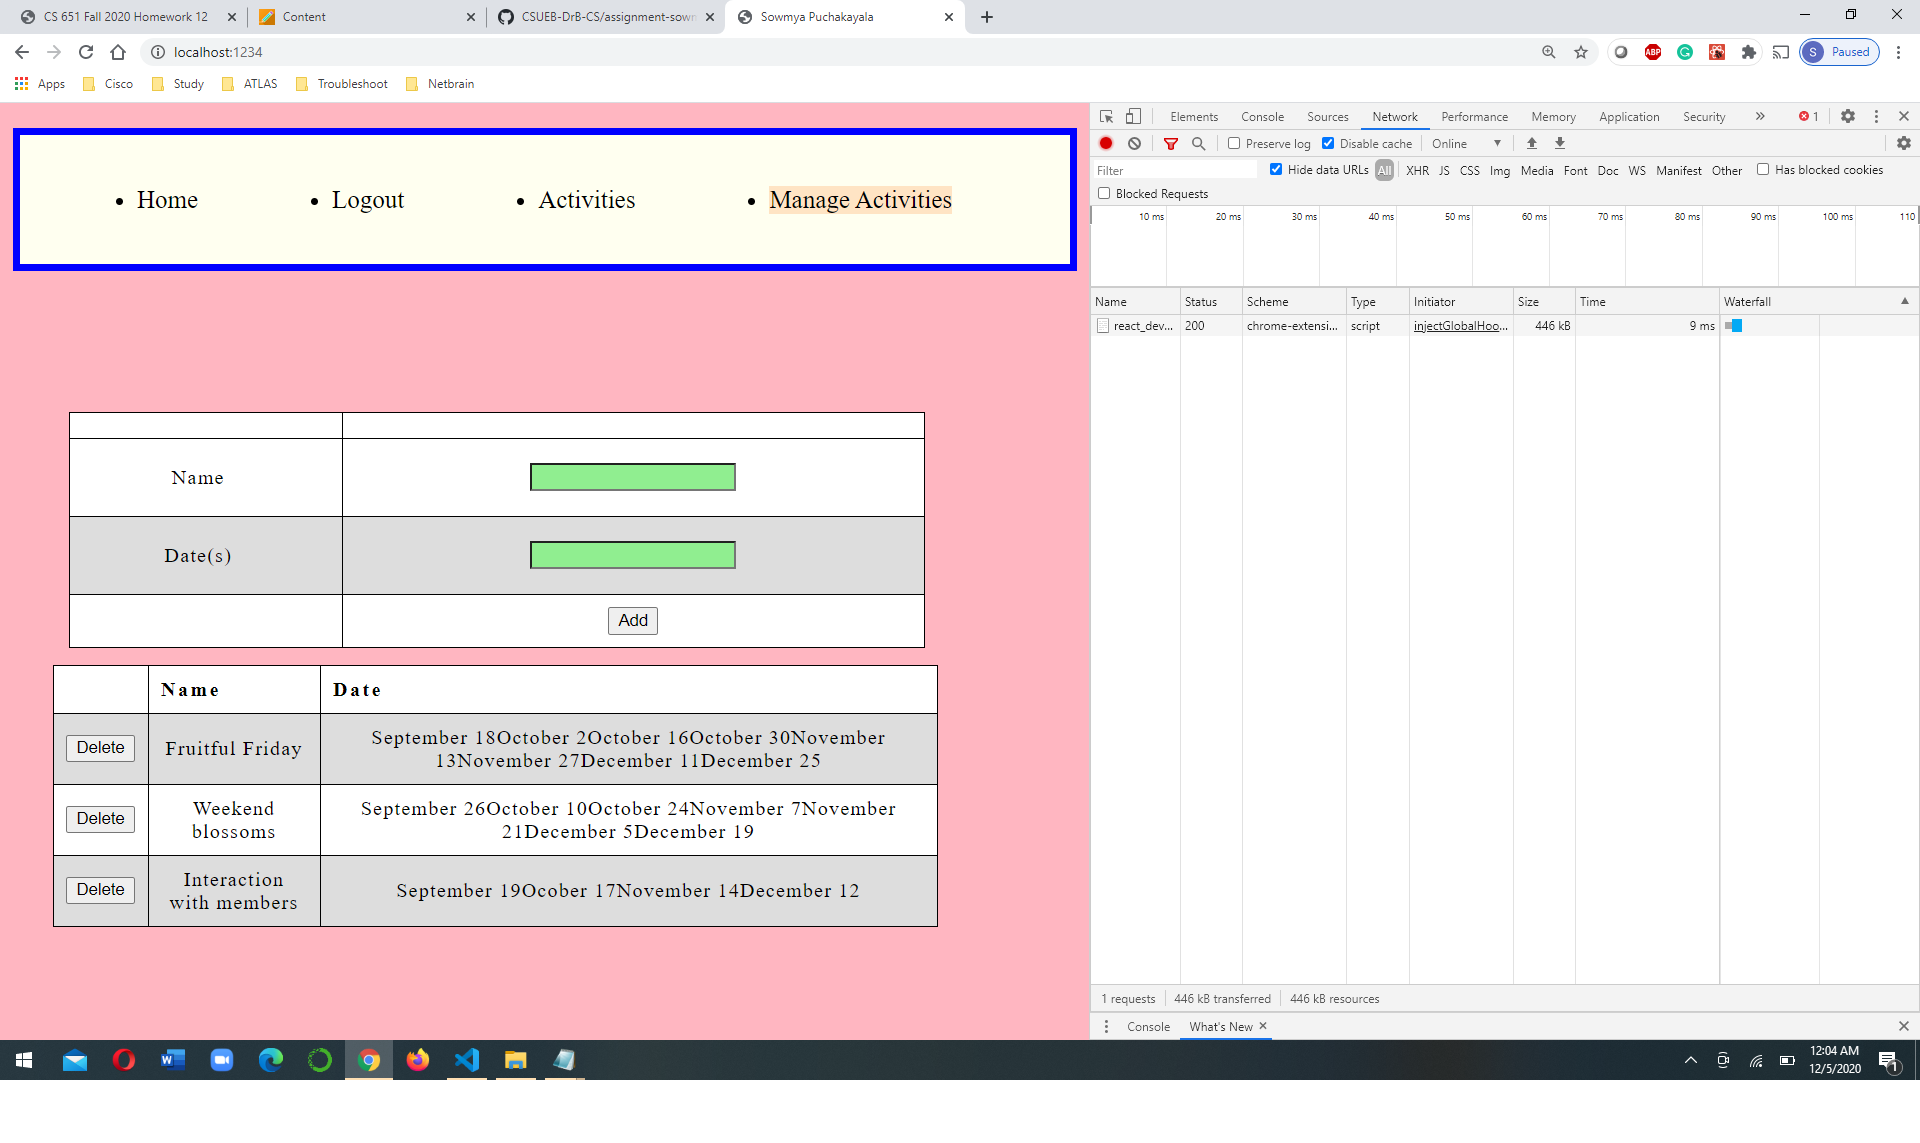 CS 651 Fall 2020 Homework 12
Content
CSUEB-DrB-CS/assignment-sowm
Sowmya Puchakayala
localhost:1234
ABP
S Paused
Apps Cisco Study ATLAS Troubleshoot Netbrain
Home Logout Activities Manage Activities
Name
Date(s)
Add
Name Date
Delete Fruitful Friday September 18October 2October 16October 30November 13November 27December 11December 25
Delete Weekend blossoms September 26October 10October 24November 7November 21December 5December 19
Delete Interaction with members September 19Ocober 17November 14December 12
Elements Console Sources Network Performance Memory Application Security » 1
Preserve log Disable cache Online
Filter Hide data URLs All XHR JS CSS Img Media Font Doc WS Manifest Other Has blocked cookies
Blocked Requests
10 ms 20 ms 30 ms 40 ms 50 ms 60 ms 70 ms 80 ms 90 ms 100 ms 110
Name Status Scheme Type Initiator Size Time Waterfall
react_dev... 200 chrome-extensi... script injectGlobalHoo... 446 kB 9 ms
1 requests 446 kB transferred 446 kB resources
Console What's New
12:04 AM
12/5/2020
1